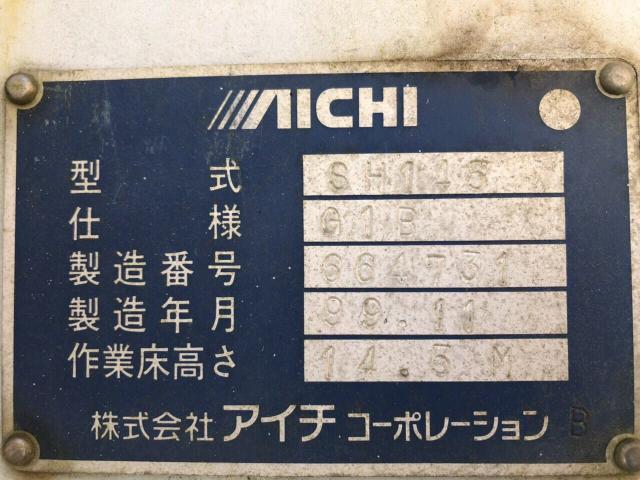 AICHI
型式 SH145
仕様 G1B
製造番号 664731
製造年月 99.11
作業床高さ 14.5 M
株式会社 アイチ コーポレーション B